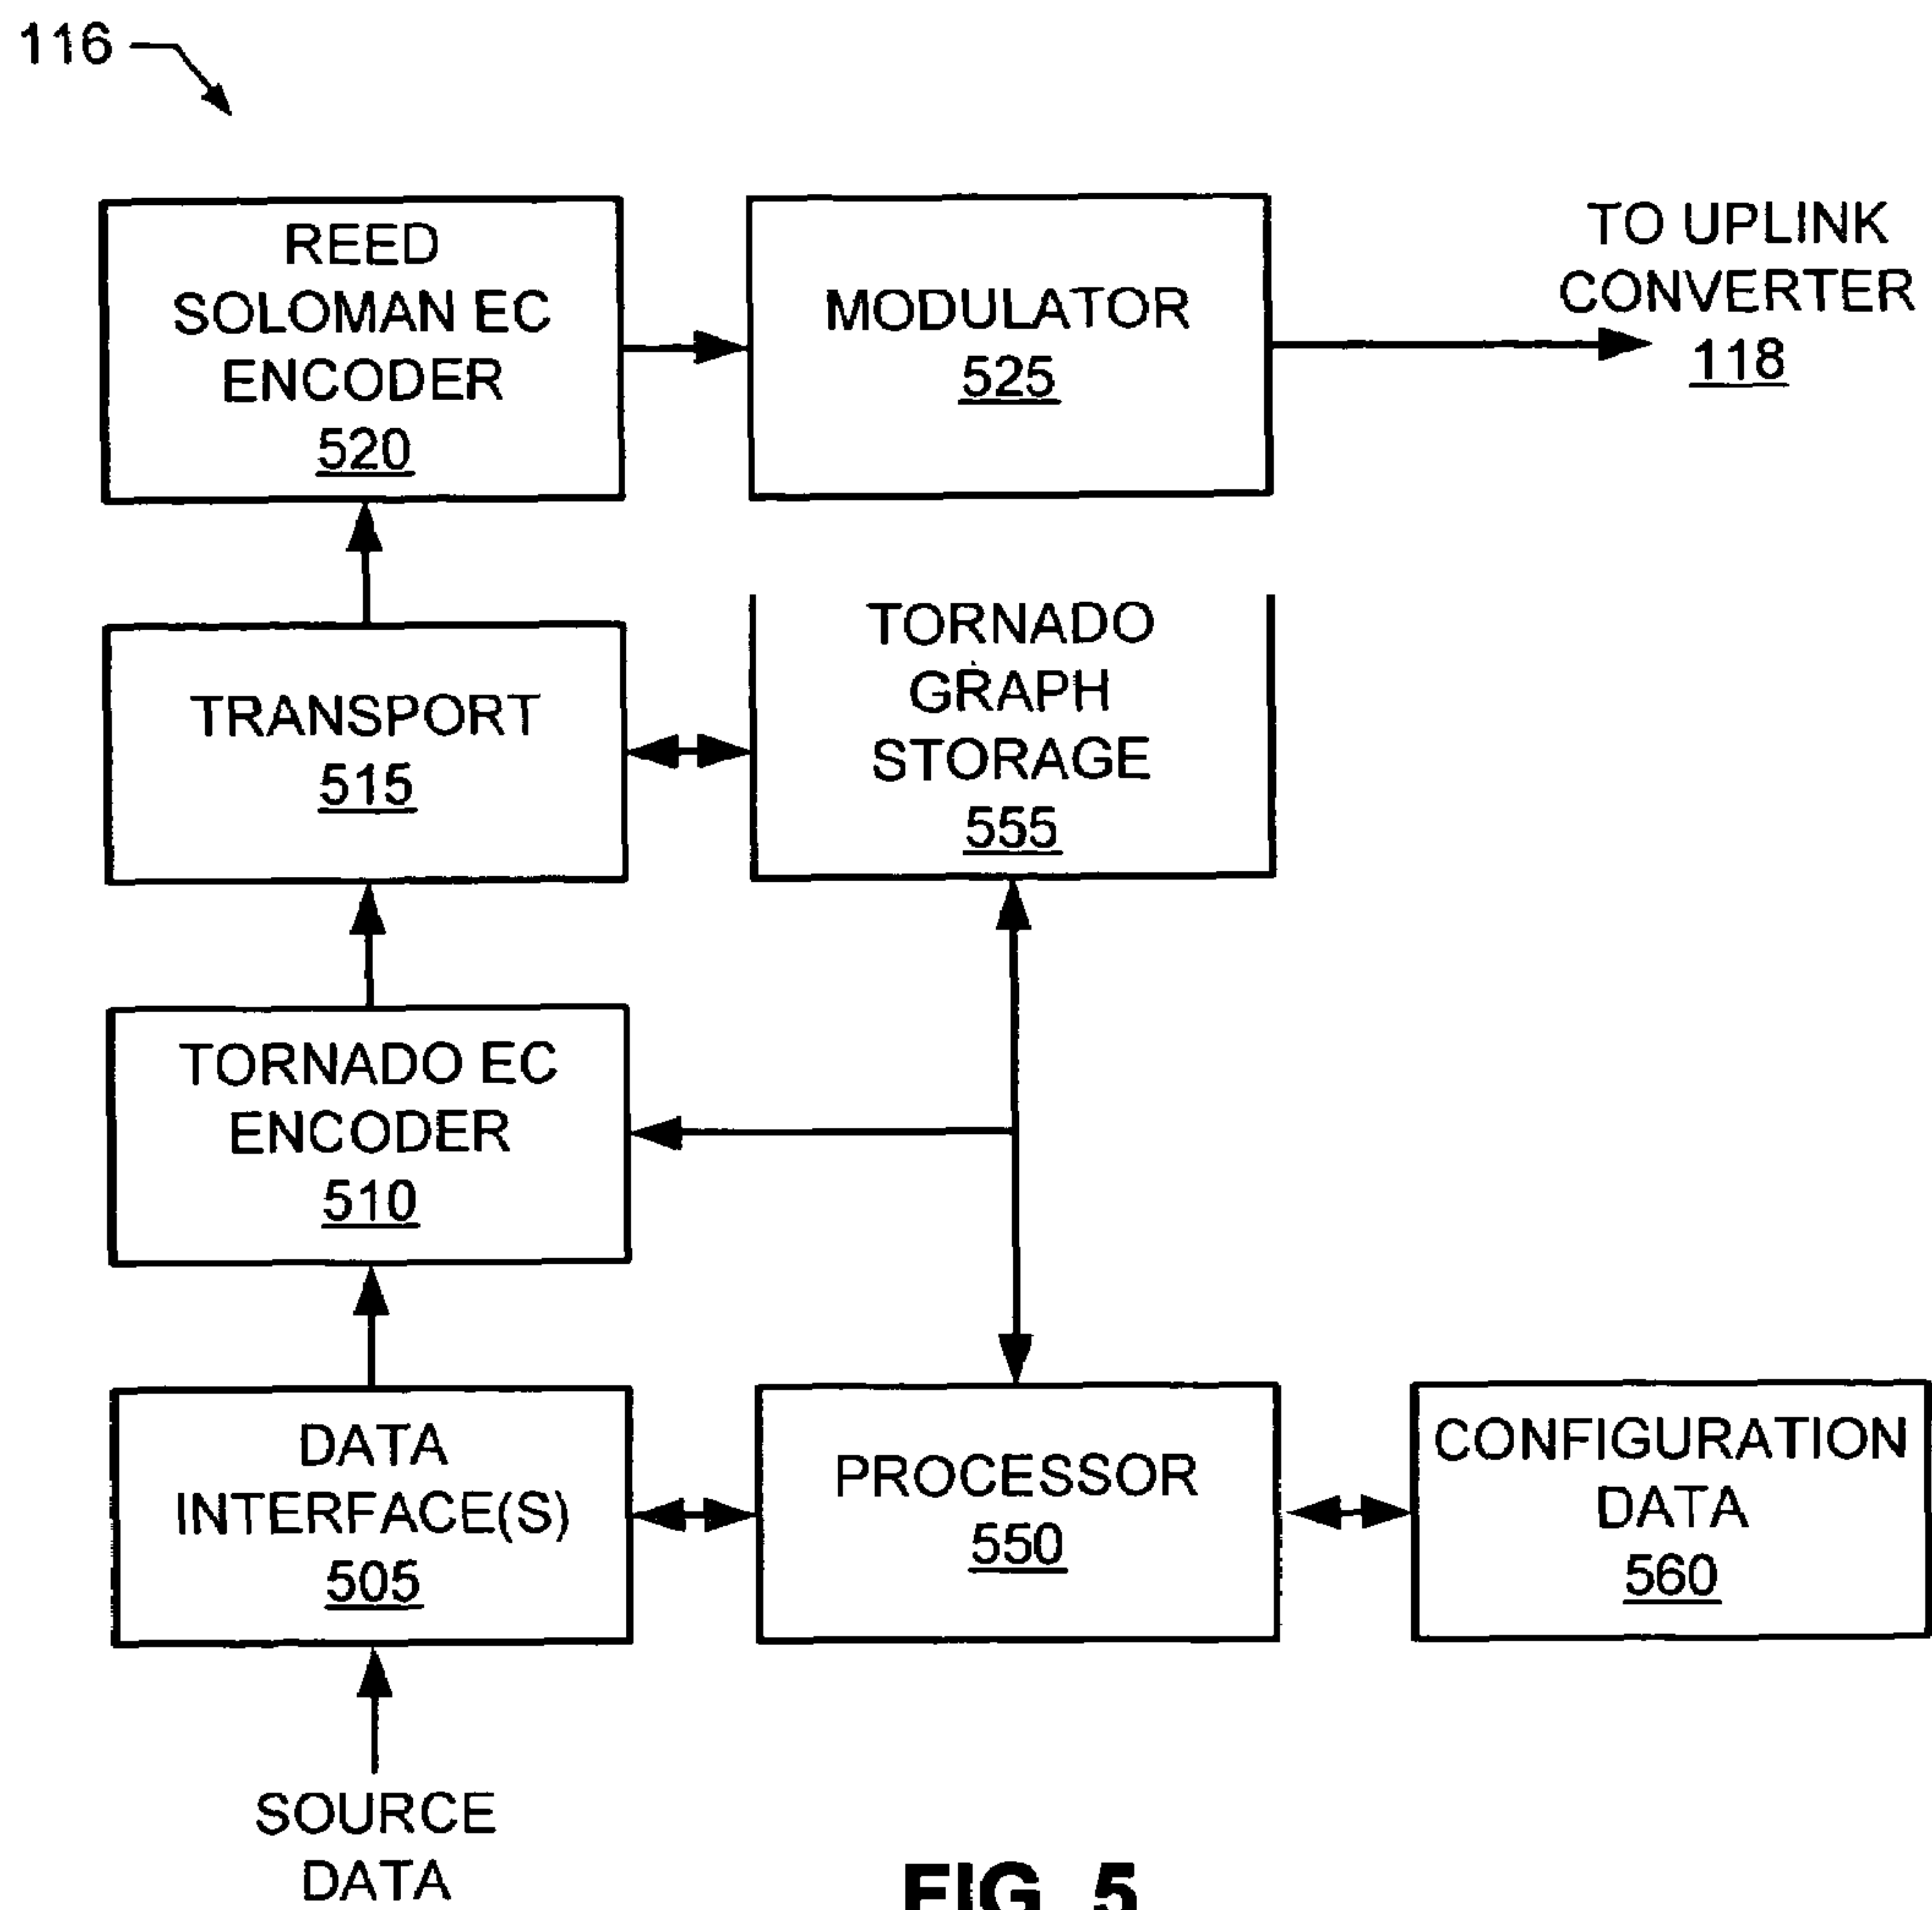 116
REED
SOLOMAN EC
ENCODER
520
MODULATOR
525
TO UPLINK
CONVERTER
118
TRANSPORT
515
TORNADO
GRAPH
STORAGE
555
TORNADO EC
ENCODER
510
DATA
INTERFACE(S)
505
PROCESSOR
550
CONFIGURATION
DATA
560
SOURCE
DATA
FIG. 5